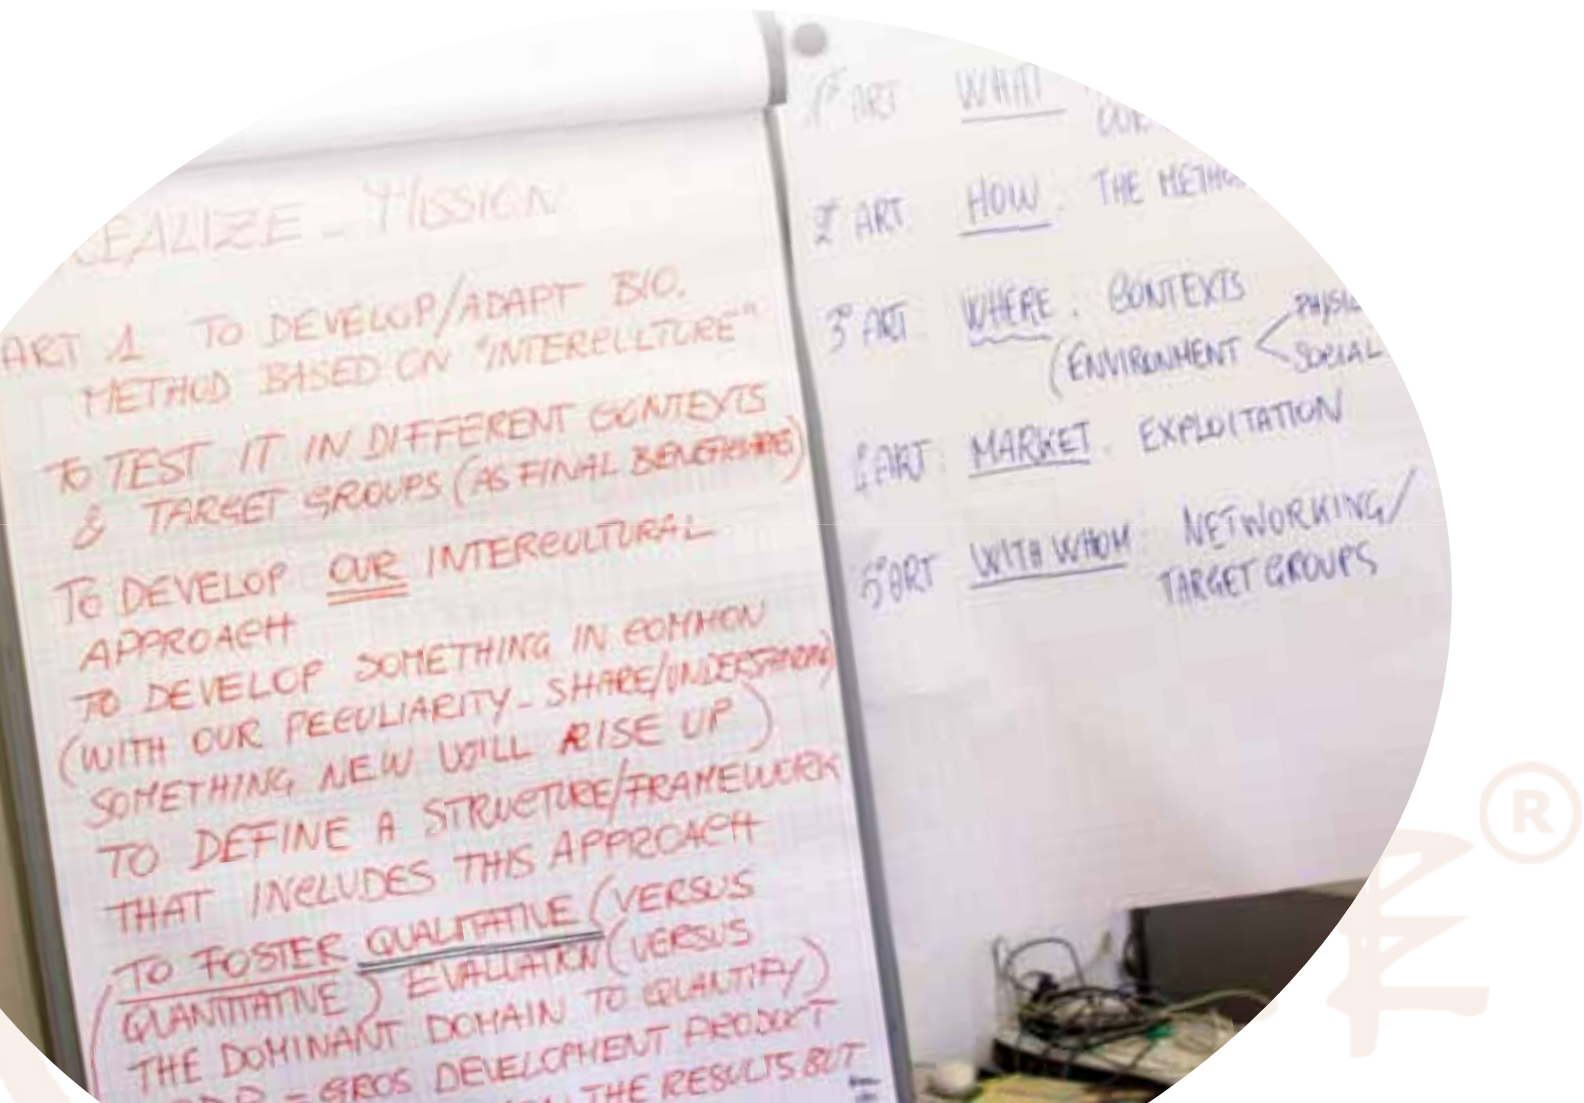 EALIZE - MISSION
ART 1 TO DEVELOP/ADAPT BIO.
METHOD BASED ON "INTERCULTURE"
TO TEST IT IN DIFFERENT CONTEXTS
& TARGET GROUPS (AS FINAL
TO DEVELOP OUR INTERCULTURAL
APPROACH
TO DEVELOP SOMETHING IN COMMON
(WITH OUR PECULIARITY - SHARE/UNDERSTANDING
SOMETHING NEW WILL RISE UP)
TO DEFINE A STRUCTURE/FRAMEWORK
THAT INCLUDES THIS APPROACH
(TO FOSTER QUALITATIVE (VERSUS
QUANTITATIVE) EVALUATION (VERSUS
THE DOMINANT DOMAIN TO QUANTIFY)
= GROS DEVELOPMENT PRODUCT
THE RESULTS BUT
1° ART WHAT
OUR
2° ART. HOW. THE METHO
3° ART. WHERE. CONTEXTS
(ENVIRONMENT < PHYSIC
SOCIAL
ART. MARKET. EXPLOITATION
5° ART WITH WHOM: NETWORKING/
TARGET GROUPS
R